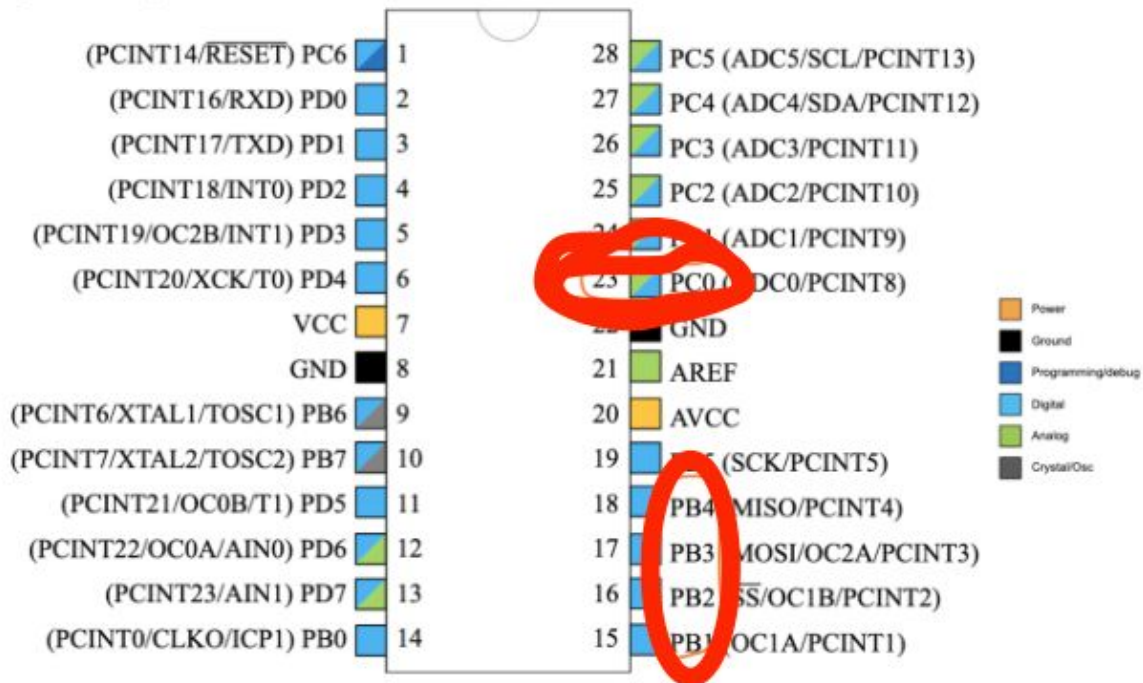 (PCINT14/RESET) PC6 1 28 PC5 (ADC5/SCL/PCINT13)
(PCINT16/RXD) PD0 2 27 PC4 (ADC4/SDA/PCINT12)
(PCINT17/TXD) PD1 3 26 PC3 (ADC3/PCINT11)
(PCINT18/INT0) PD2 4 25 PC2 (ADC2/PCINT10)
(PCINT19/OC2B/INT1) PD3 5 (ADC1/PCINT9)
(PCINT20/XCK/T0) PD4 6 23 PC0 (ADC0/PCINT8)
VCC 7 22 GND
GND 8 21 AREF
(PCINT6/XTAL1/TOSC1) PB6 9 20 AVCC
(PCINT7/XTAL2/TOSC2) PB7 10 19 (SCK/PCINT5)
(PCINT21/OC0B/T1) PD5 11 18 PB4 (MISO/PCINT4)
(PCINT22/OC0A/AIN0) PD6 12 17 PB3 (MOSI/OC2A/PCINT3)
(PCINT23/AIN1) PD7 13 16 PB2 (SS/OC1B/PCINT2)
(PCINT0/CLKO/ICP1) PB0 14 15 PB1 (OC1A/PCINT1)
Power
Ground
Programming/debug
Digital
Analog
Crystal/Osc